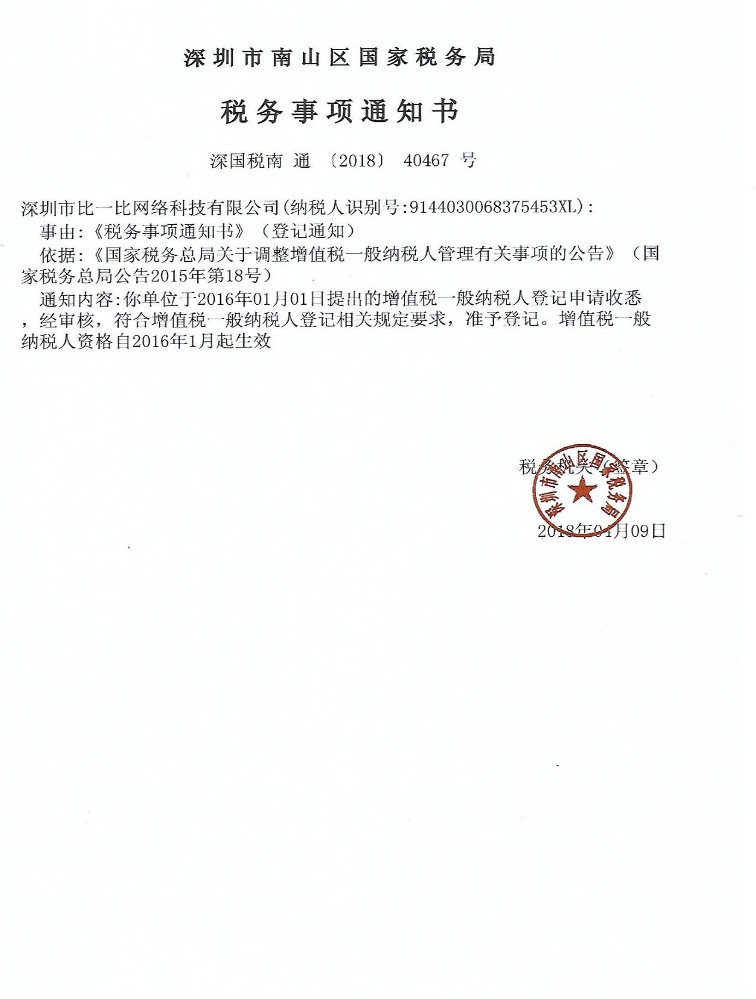 深圳市南山区国家税务局
税务事项通知书
深国税南 通 〔2018〕 40467 号
深圳市比一比网络科技有限公司(纳税人识别号:9144030068375453XL):
事由:《税务事项通知书》（登记通知）
依据:《国家税务总局关于调整增值税一般纳税人管理有关事项的公告》（国
家税务总局公告2015年第18号）
通知内容:你单位于2016年01月01日提出的增值税一般纳税人登记申请收悉
，经审核，符合增值税一般纳税人登记相关规定要求，准予登记。增值税一般
纳税人资格自2016年1月起生效
税务机关（签章）
深圳市南山区国家税务局
2018年04月09日